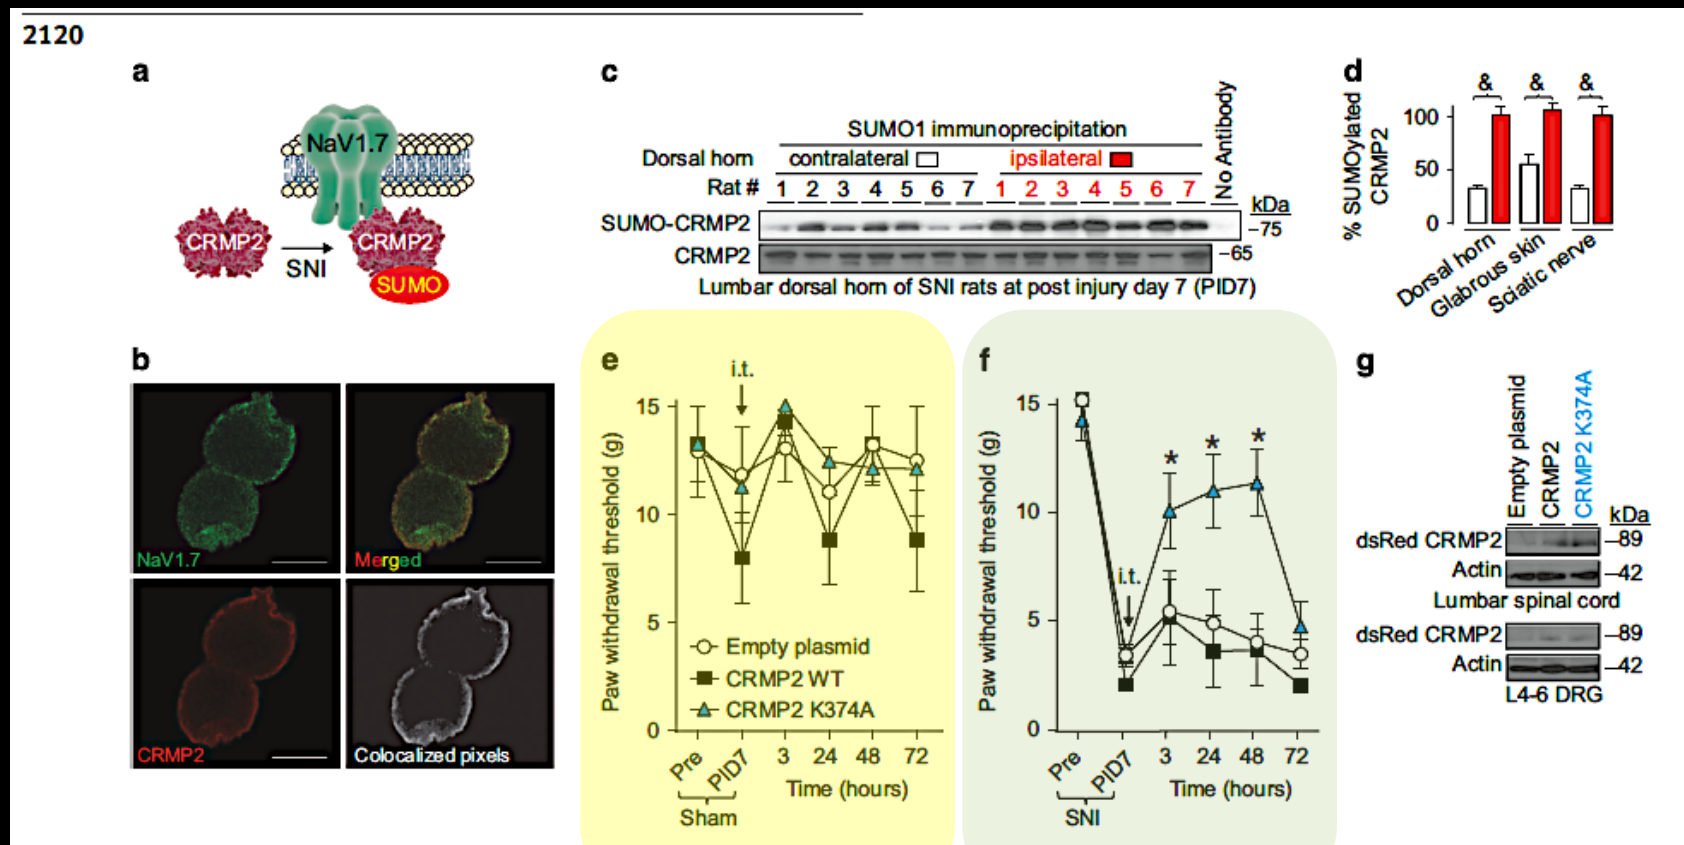 2120
a
NaV1.7
CRMP2
SNI
CRMP2
SUMO
b
NaV1.7
Merged
CRMP2
Colocalized pixels
c
SUMO1 immunoprecipitation
No Antibody
Dorsal horn contralateral ipsilateral
Rat # 1 2 3 4 5 6 7 1 2 3 4 5 6 7
kDa
SUMO-CRMP2 –75
CRMP2 –65
Lumbar dorsal horn of SNI rats at post injury day 7 (PID7)
d
% SUMOylated
CRMP2
& & &
100
50
0
Dorsal horn
Glabrous skin
Sciatic nerve
e
i.t.
Paw withdrawal threshold (g)
15
10
5
0
Empty plasmid
CRMP2 WT
CRMP2 K374A
Pre PID7 3 24 48 72
Time (hours)
Sham
f
Paw withdrawal threshold (g)
15
10
5
0
* * *
i.t.
Pre PID7 3 24 48 72
Time (hours)
SNI
g
Empty plasmid
CRMP2
CRMP2 K374A
kDa
dsRed CRMP2 –89
Actin –42
Lumbar spinal cord
dsRed CRMP2 –89
Actin –42
L4-6 DRG